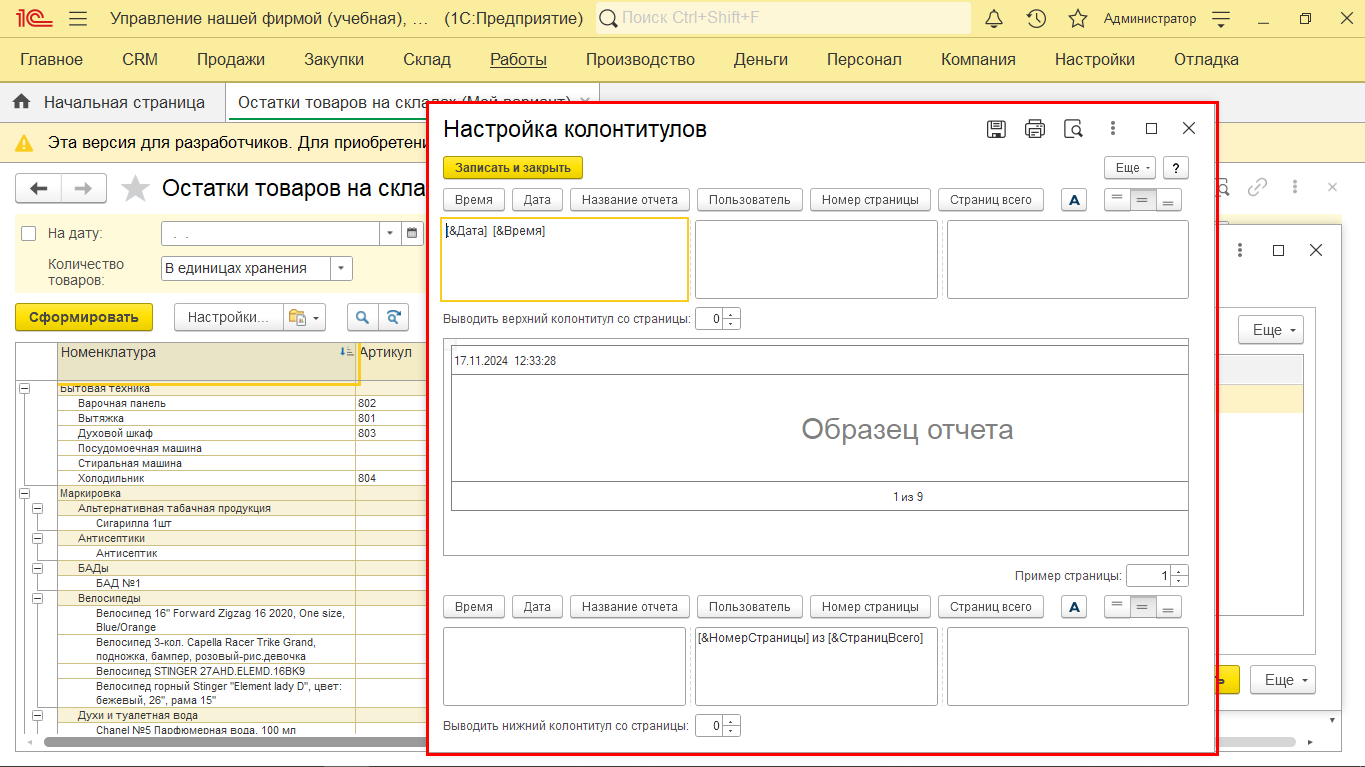 1С Управление нашей фирмой (учебная), ... (1С:Предприятие) Поиск Ctrl+Shift+F Администратор
Главное CRM Продажи Закупки Склад Работы Производство Деньги Персонал Компания Настройки Отладка
Начальная страница Остатки товаров на складах (Мой вариант)
Эта версия для разработчиков. Для приобретени
Остатки товаров на скла
На дату: . .
Количество товаров: В единицах хранения
Сформировать Настройки...
Номенклатура Артикул
Бытовая техника
Варочная панель 802
Вытяжка 801
Духовой шкаф 803
Посудомоечная машина
Стиральная машина
Холодильник 804
Маркировка
Альтернативная табачная продукция
Сигарилла 1шт
Антисептики
Антисептик
БАДы
БАД №1
Велосипеды
Велосипед 16" Forward Zigzag 16 2020, One size,
Blue/Orange
Велосипед 3-кол. Capella Racer Trike Grand,
подножка, бампер, розовый-рис.девочка
Велосипед STINGER 27AHD.ELEMD.16BK9
Велосипед горный Stinger "Element lady D", цвет:
бежевый, 26", рама 15"
Духи и туалетная вода
Chanel №5 Парфюмерная вода, 100 мл
Настройка колонтитулов
Записать и закрыть Еще ?
Время Дата Название отчета Пользователь Номер страницы Страниц всего А
[&Дата] [&Время]
Выводить верхний колонтитул со страницы: 0
17.11.2024 12:33:28
Образец отчета
1 из 9
Пример страницы: 1
Время Дата Название отчета Пользователь Номер страницы Страниц всего А
[&НомерСтраницы] из [&СтраницВсего]
Выводить нижний колонтитул со страницы: 0
Еще
ь Еще